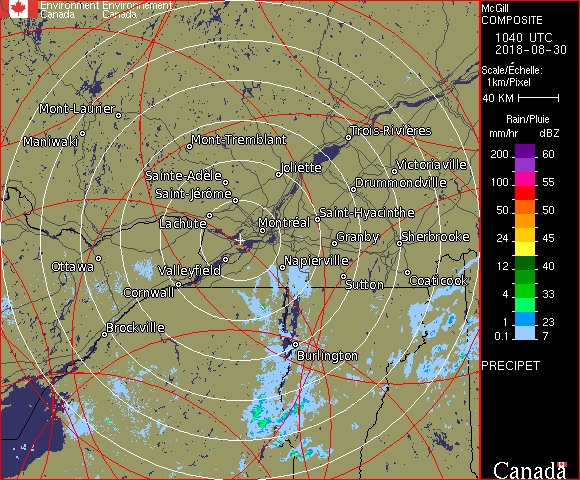 Environment Environnement
Canada Canada
McGill
COMPOSITE
1040 UTC
2018-08-30
Scale/Échelle:
1km/Pixel
40 KM
Rain/Pluie
mm/hr dBZ
200 60
100 55
50 50
24 45
12 40
4 33
1 23
0.1 7
PRECIPET
Canada
Mont-Laurier
Maniwaki
Mont-Tremblant
Trois-Rivières
Sainte-Adèle
Joliette
Victoriaville
Saint-Jérôme
Drummondville
Lachute
Montréal
Saint-Hyacinthe
Granby
Sherbrooke
Ottawa
Valleyfield
Napierville
Cornwall
Sutton
Coaticook
Brockville
Burlington